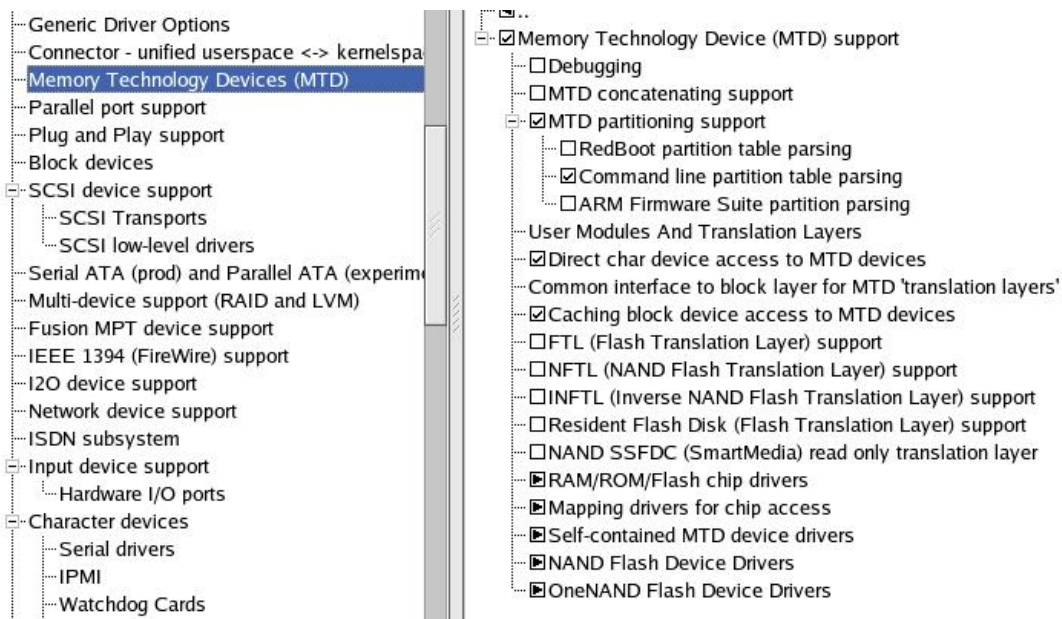 Generic Driver Options
Connector - unified userspace <-> kernelspa
Memory Technology Devices (MTD)
Parallel port support
Plug and Play support
Block devices
SCSI device support
SCSI Transports
SCSI low-level drivers
Serial ATA (prod) and Parallel ATA (experim
Multi-device support (RAID and LVM)
Fusion MPT device support
IEEE 1394 (FireWire) support
I2O device support
Network device support
ISDN subsystem
Input device support
Hardware I/O ports
Character devices
Serial drivers
IPMI
Watchdog Cards
..
Memory Technology Device (MTD) support
Debugging
MTD concatenating support
MTD partitioning support
RedBoot partition table parsing
Command line partition table parsing
ARM Firmware Suite partition parsing
User Modules And Translation Layers
Direct char device access to MTD devices
Common interface to block layer for MTD 'translation layers'
Caching block device access to MTD devices
FTL (Flash Translation Layer) support
NFTL (NAND Flash Translation Layer) support
INFTL (Inverse NAND Flash Translation Layer) support
Resident Flash Disk (Flash Translation Layer) support
NAND SSFDC (SmartMedia) read only translation layer
RAM/ROM/Flash chip drivers
Mapping drivers for chip access
Self-contained MTD device drivers
NAND Flash Device Drivers
OneNAND Flash Device Drivers